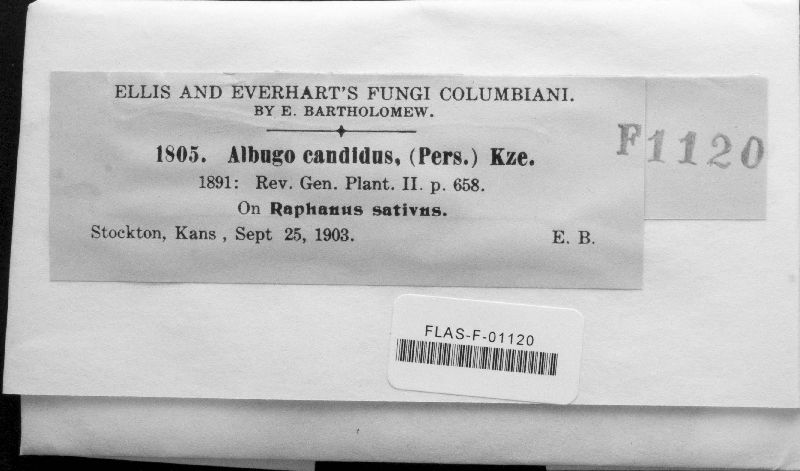 ELLIS AND EVERHART'S FUNGI COLUMBIANI.
BY E. BARTHOLOMEW.
1805. Albugo candidus, (Pers.) Kze.
1891: Rev. Gen. Plant. II. p. 658.
On Raphanus sativus.
Stockton, Kans , Sept 25, 1903. E. B.
F1120
FLAS-F-01120